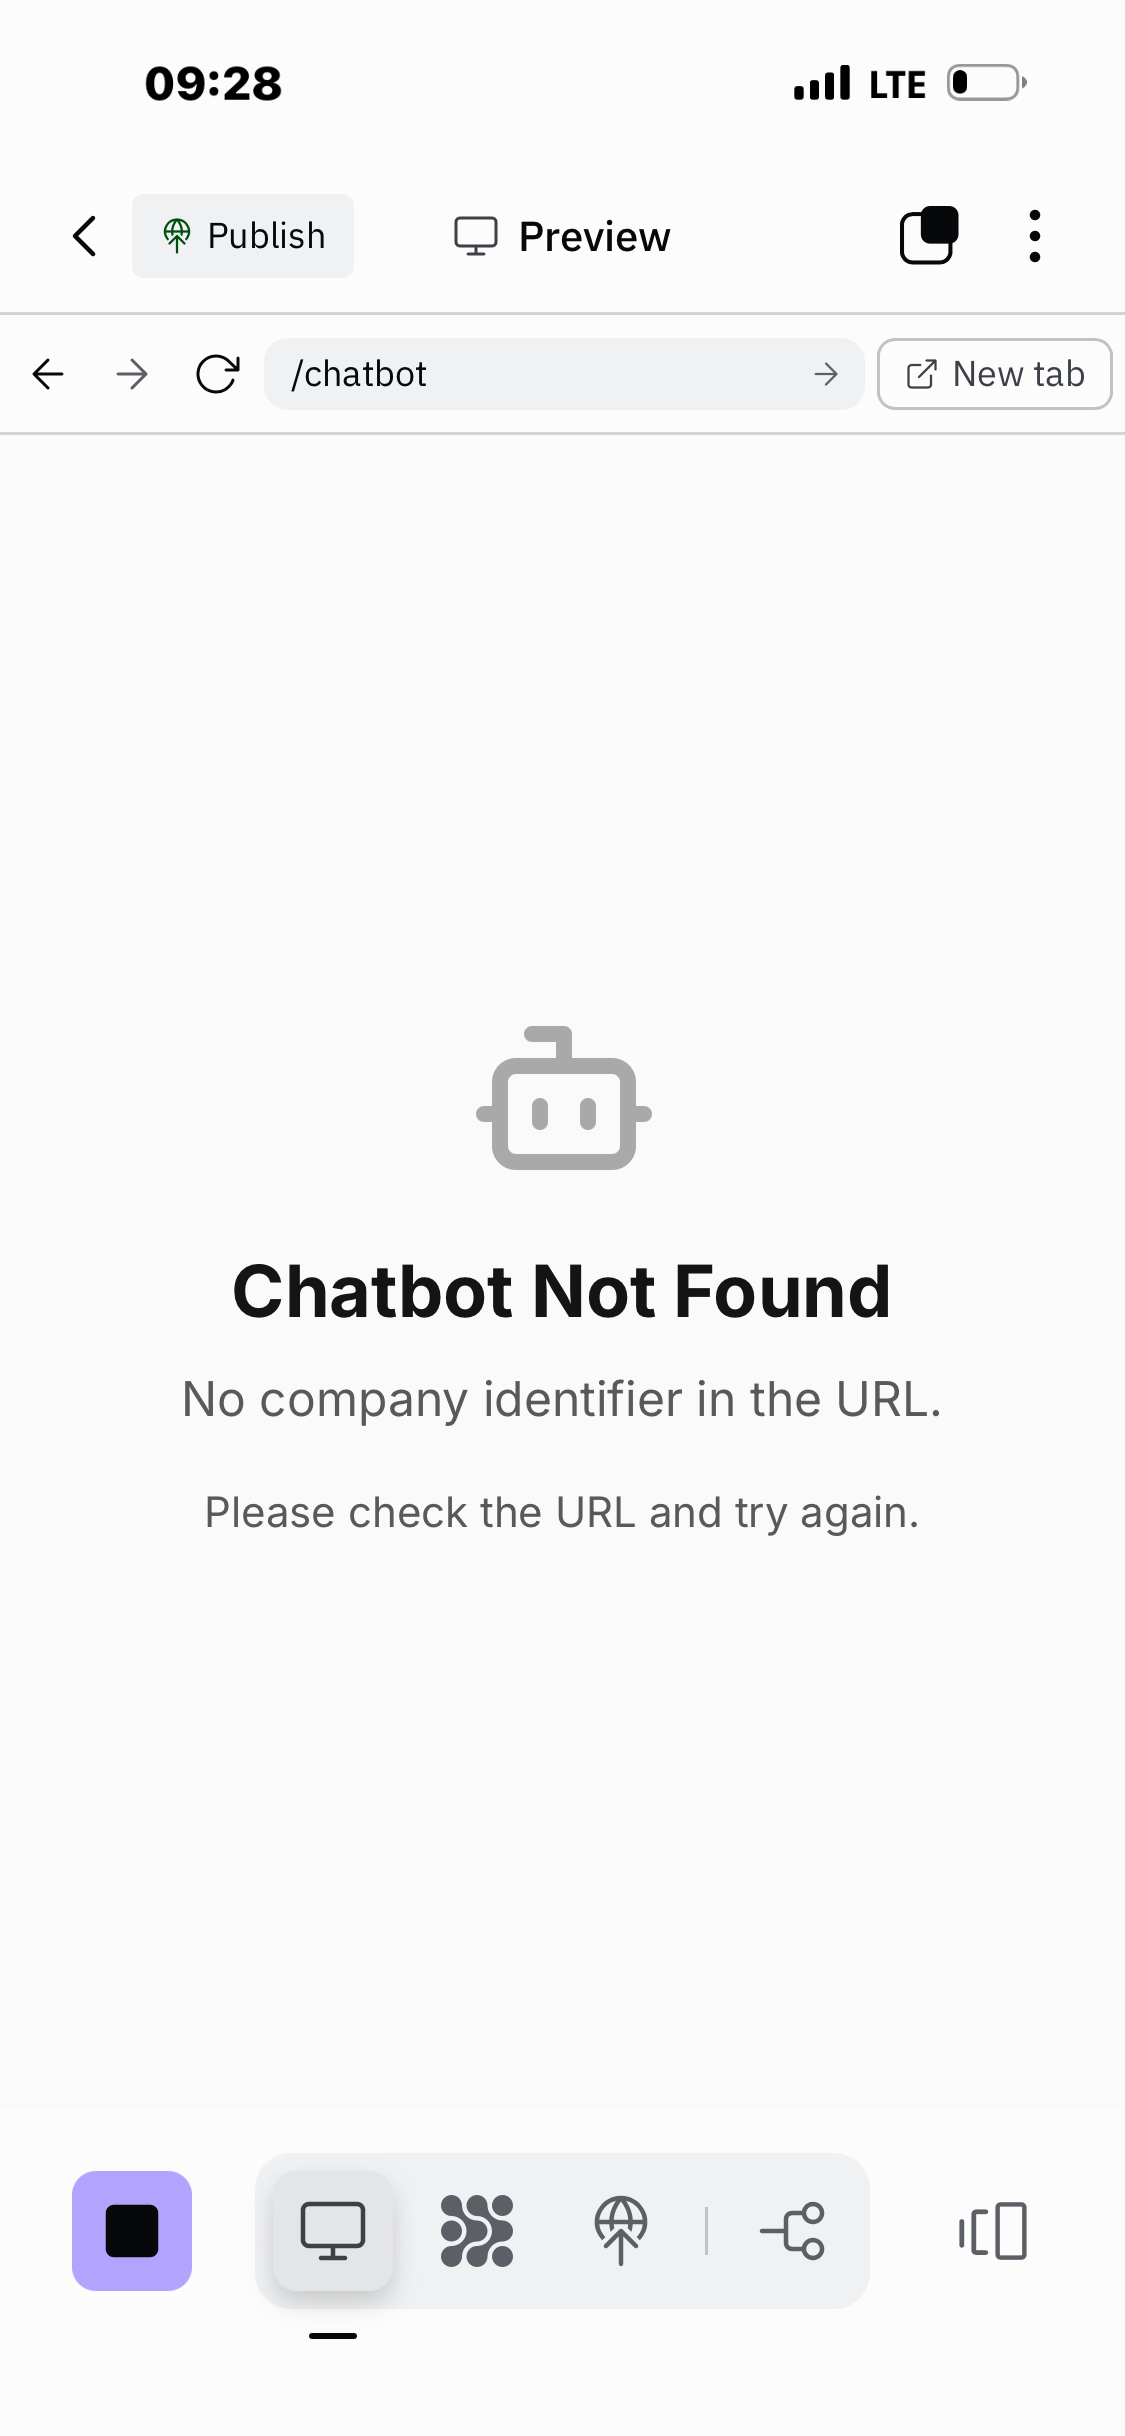 09:28
LTE
Publish
Preview
/chatbot
New tab
Chatbot Not Found
No company identifier in the URL.
Please check the URL and try again.